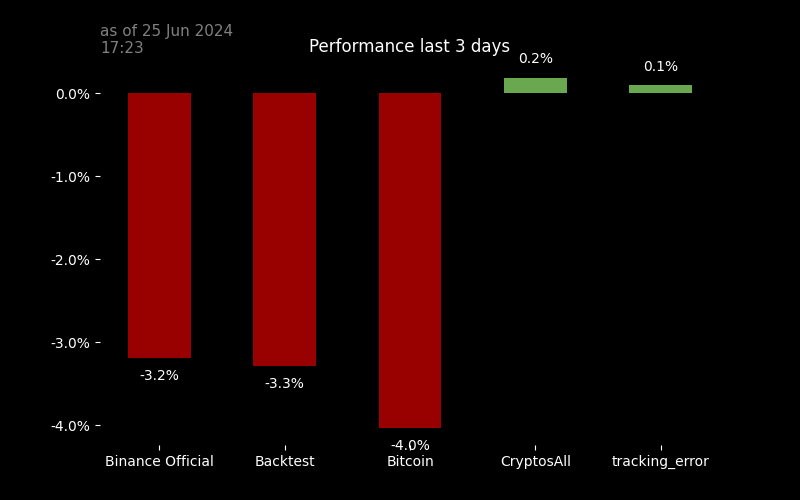 as of 25 Jun 2024
17:23
Performance last 3 days
0.2%
0.1%
0.0%
-1.0%
-2.0%
-3.0%
-4.0%
-3.2%
-3.3%
-4.0%
Binance Official
Backtest
Bitcoin
CryptosAll
tracking_error